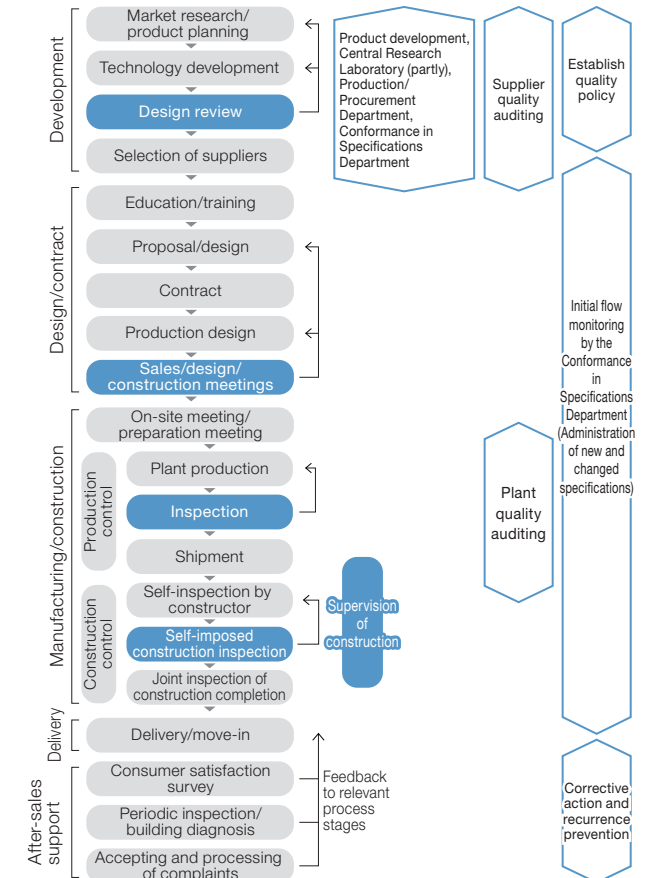 Development
Market research/
product planning
Technology development
Design review
Selection of suppliers
Product development,
Central Research
Laboratory (partly),
Production/
Procurement
Department,
Conformance in
Specifications
Department
Supplier
quality
auditing
Establish
quality
policy
Design/contract
Education/training
Proposal/design
Contract
Production design
Sales/design/
construction meetings
Initial flow
monitoring
by the
Conformance
in
Specifications
Department
(Administration
of new and
changed
specifications)
Manufacturing/construction
On-site meeting/
preparation meeting
Production
control
Plant production
Inspection
Shipment
Plant
quality
auditing
Construction
control
Self-inspection by
constructor
Self-imposed
construction inspection
Joint inspection of
construction completion
Supervision
of
construction
Delivery
Delivery/move-in
After-sales
support
Consumer satisfaction
survey
Periodic inspection/
building diagnosis
Accepting and processing
of complaints
Feedback
to relevant
process
stages
Corrective
action and
recurrence
prevention